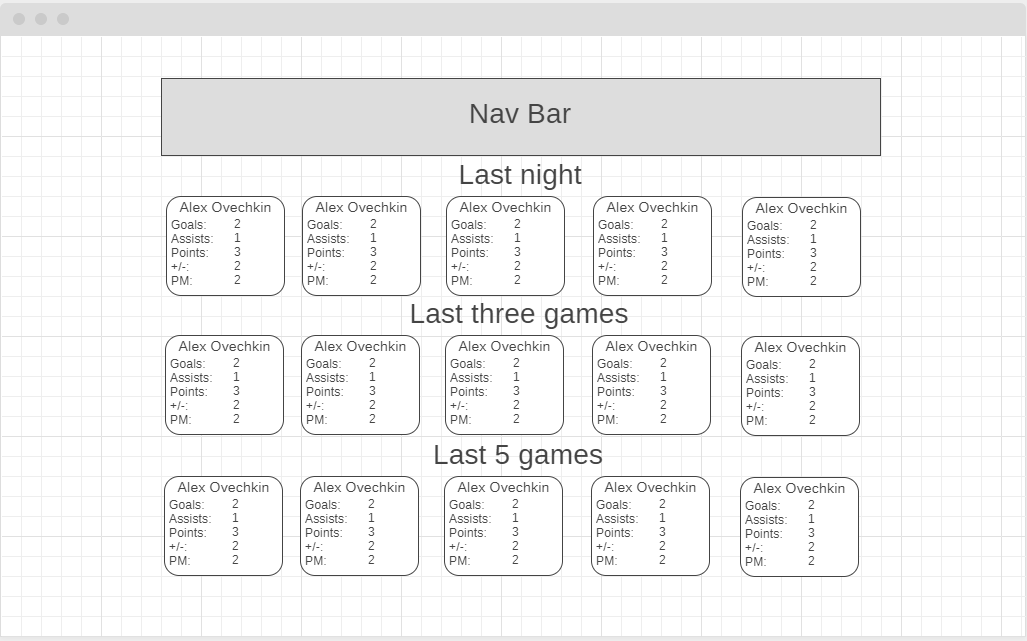 Nav Bar
Last night
Alex Ovechkin Alex Ovechkin Alex Ovechkin Alex Ovechkin Alex Ovechkin
Goals: 2 Goals: 2 Goals: 2 Goals: 2 Goals: 2
Assists: 1 Assists: 1 Assists: 1 Assists: 1 Assists: 1
Points: 3 Points: 3 Points: 3 Points: 3 Points: 3
+/-: 2 +/-: 2 +/-: 2 +/-: 2 +/-: 2
PM: 2 PM: 2 PM: 2 PM: 2 PM: 2
Last three games
Alex Ovechkin Alex Ovechkin Alex Ovechkin Alex Ovechkin Alex Ovechkin
Goals: 2 Goals: 2 Goals: 2 Goals: 2 Goals: 2
Assists: 1 Assists: 1 Assists: 1 Assists: 1 Assists: 1
Points: 3 Points: 3 Points: 3 Points: 3 Points: 3
+/-: 2 +/-: 2 +/-: 2 +/-: 2 +/-: 2
PM: 2 PM: 2 PM: 2 PM: 2 PM: 2
Last 5 games
Alex Ovechkin Alex Ovechkin Alex Ovechkin Alex Ovechkin Alex Ovechkin
Goals: 2 Goals: 2 Goals: 2 Goals: 2 Goals: 2
Assists: 1 Assists: 1 Assists: 1 Assists: 1 Assists: 1
Points: 3 Points: 3 Points: 3 Points: 3 Points: 3
+/-: 2 +/-: 2 +/-: 2 +/-: 2 +/-: 2
PM: 2 PM: 2 PM: 2 PM: 2 PM: 2